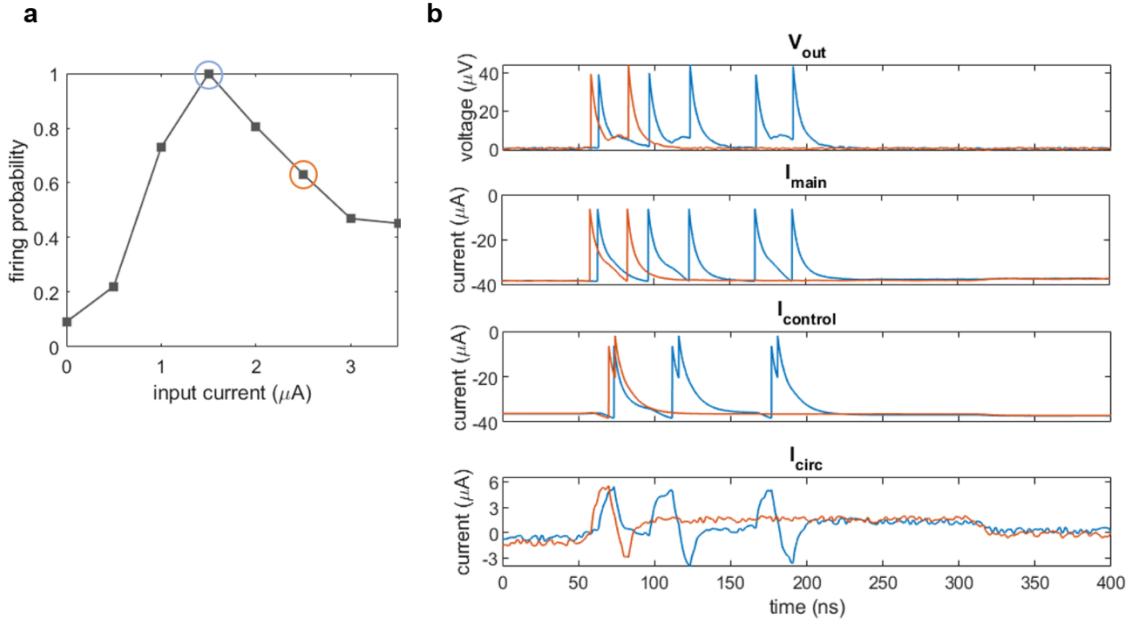 a
1
0.8
0.6
0.4
0.2
0
firing probability
0 1 2 3
input current (μA)
b
Vout
40
20
0
voltage (μV)
Imain
0
-20
-40
current (μA)
Icontrol
0
-20
-40
current (μA)
Icirc
6
3
0
-3
current (μA)
0 50 100 150 200 250 300 350 400
time (ns)